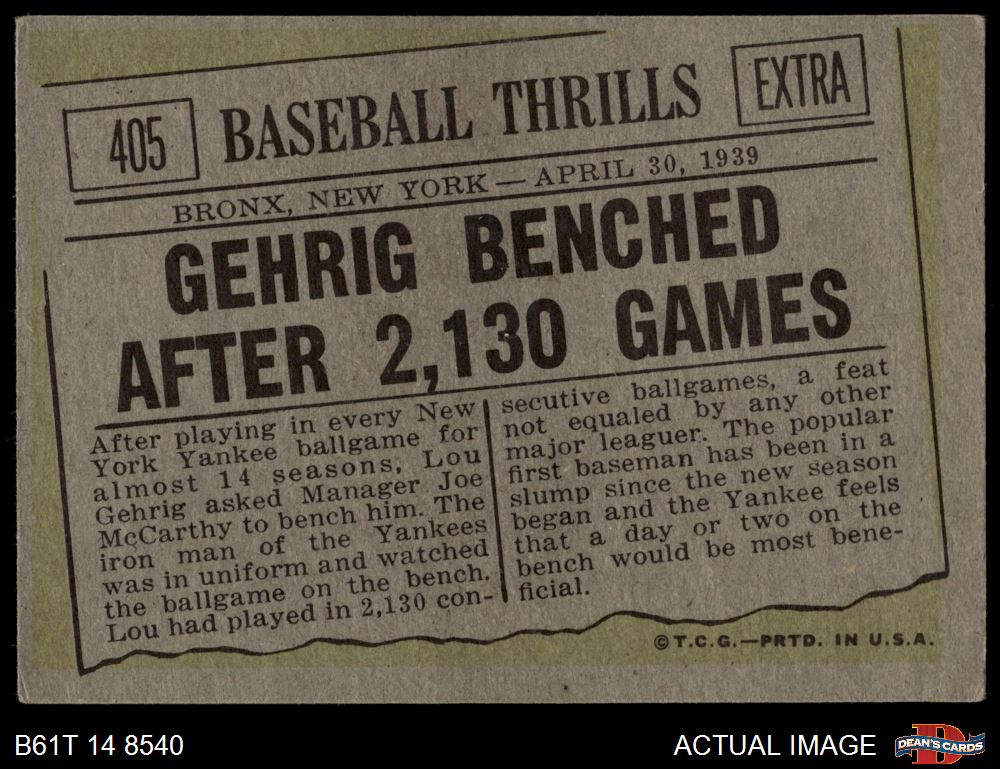 405
BASEBALL THRILLS
EXTRA
BRONX, NEW YORK — APRIL 30, 1939
GEHRIG BENCHED
AFTER 2,130 GAMES
After playing in every New
York Yankee ballgame for
almost 14 seasons, Lou
Gehrig asked Manager Joe
McCarthy to bench him. The
iron man of the Yankees
was in uniform and watched
the ballgame on the bench.
Lou had played in 2,130 con-
secutive ballgames, a feat
not equaled by any other
major leaguer. The popular
first baseman has been in a
slump since the new season
began and the Yankee feels
that a day or two on the
bench would be most bene-
ficial.
© T.C.G.—PRTD. IN U.S.A.
B61T 14 8540
ACTUAL IMAGE
D
DEAN'S CARDS